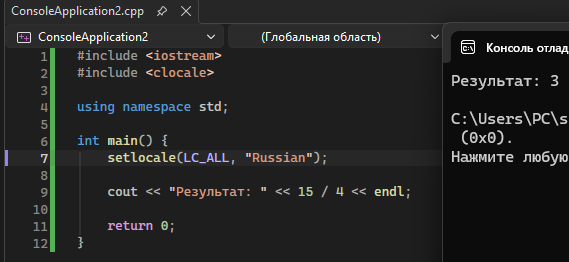 ConsoleApplication2.cpp
ConsoleApplication2
(Глобальная область)
1 #include <iostream>
2 #include <clocale>
3
4 using namespace std;
5
6 int main() {
7 setlocale(LC_ALL, "Russian");
8
9 cout << "Результат: " << 15 / 4 << endl;
10
11 return 0;
12 }
Консоль отлад
Результат: 3
C:\Users\PC\s
(0x0).
Нажмите любую